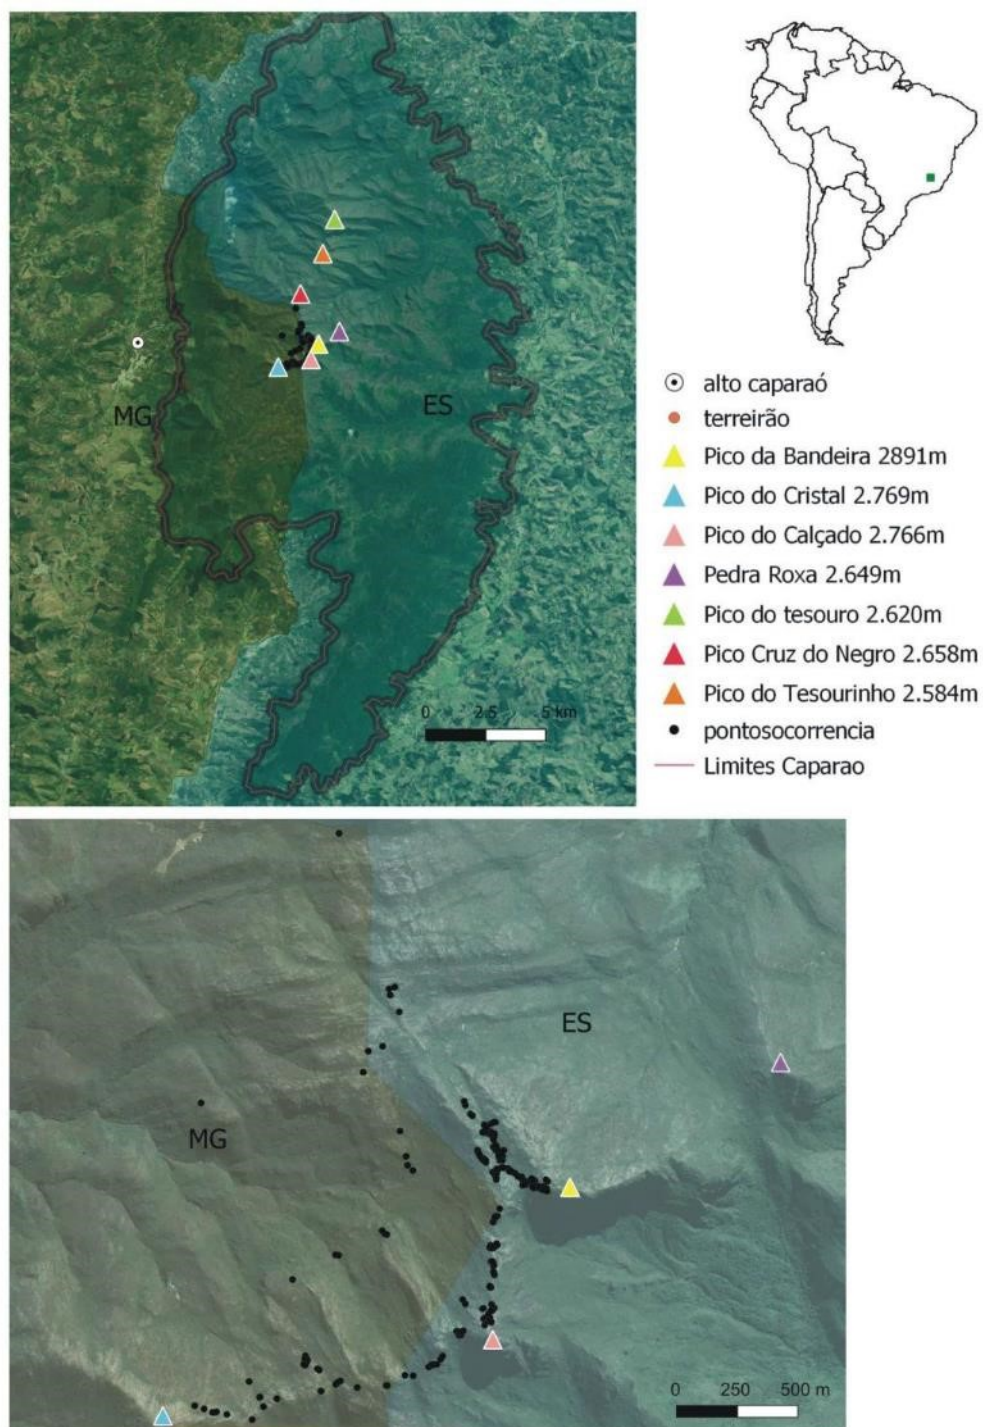 MG
ES
0 2.5 5 km
alto caparaó
terreirão
Pico da Bandeira 2891m
Pico do Cristal 2.769m
Pico do Calçado 2.766m
Pedra Roxa 2.649m
Pico do tesouro 2.620m
Pico Cruz do Negro 2.658m
Pico do Tesourinho 2.584m
pontosocorrencia
Limites Caparao
ES
MG
0 250 500 m